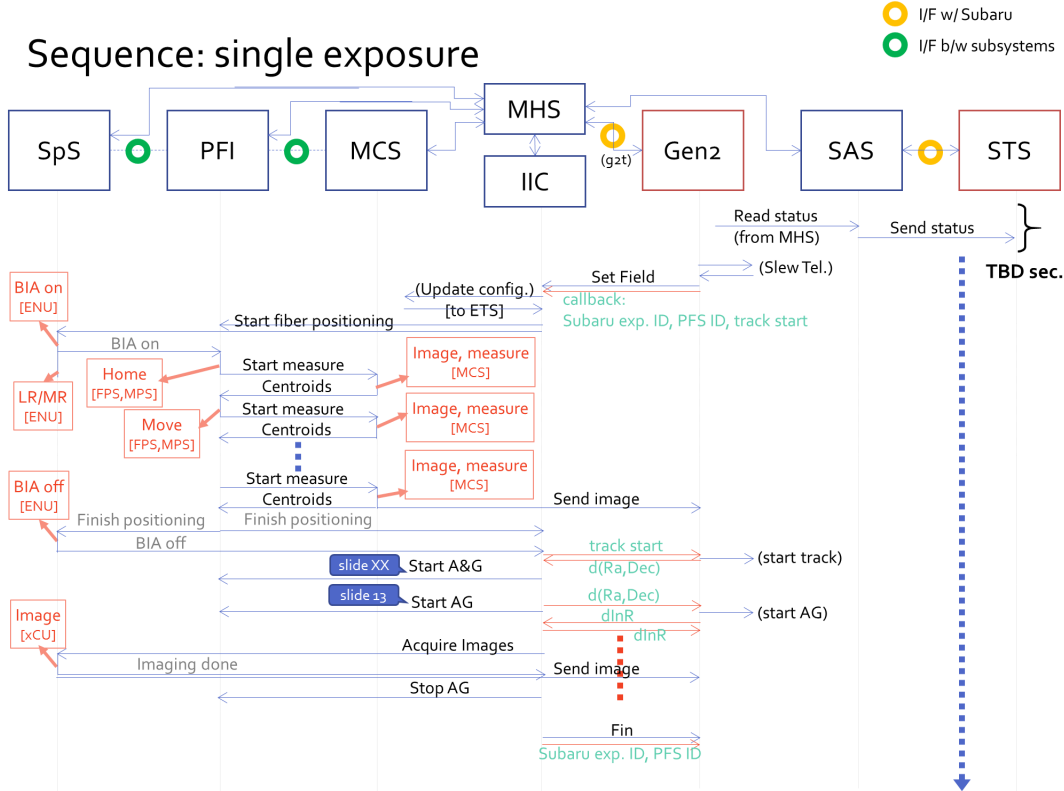 I/F w/ Subaru
I/F b/w subsystems
Sequence: single exposure
MHS
SpS
PFI
MCS
(g2t)
Gen2
SAS
STS
IIC
Read status
(from MHS)
Send status
TBD sec.
(Slew Tel.)
Set Field
BIA on
[ENU]
(Update config.)
[to ETS]
callback:
Subaru exp. ID, PFS ID, track start
Start fiber positioning
BIA on
Home
[FPS,MPS]
Start measure
Centroids
Image, measure
[MCS]
LR/MR
[ENU]
Move
[FPS,MPS]
Start measure
Centroids
Image, measure
[MCS]
Start measure
Centroids
Image, measure
[MCS]
BIA off
[ENU]
Send image
Finish positioning
Finish positioning
BIA off
track start
d(Ra,Dec)
(start track)
slide XX
Start A&G
slide 13
Start AG
d(Ra,Dec)
dInR
dInR
(start AG)
Image
[xCU]
Acquire Images
Imaging done
Send image
Stop AG
Fin
Subaru exp. ID, PFS ID